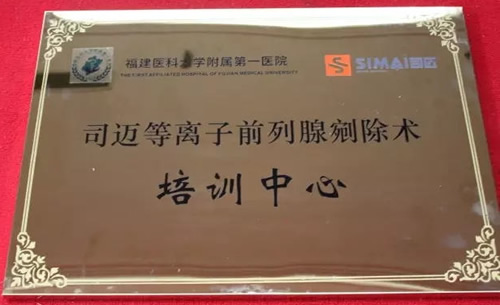 福建医科大学附属第一医院
THE FIRST AFFILIATED HOSPITAL OF FUJIAN MEDICAL UNIVERSITY
SIMAI司迈
司迈等离子前列腺剜除术
培训中心